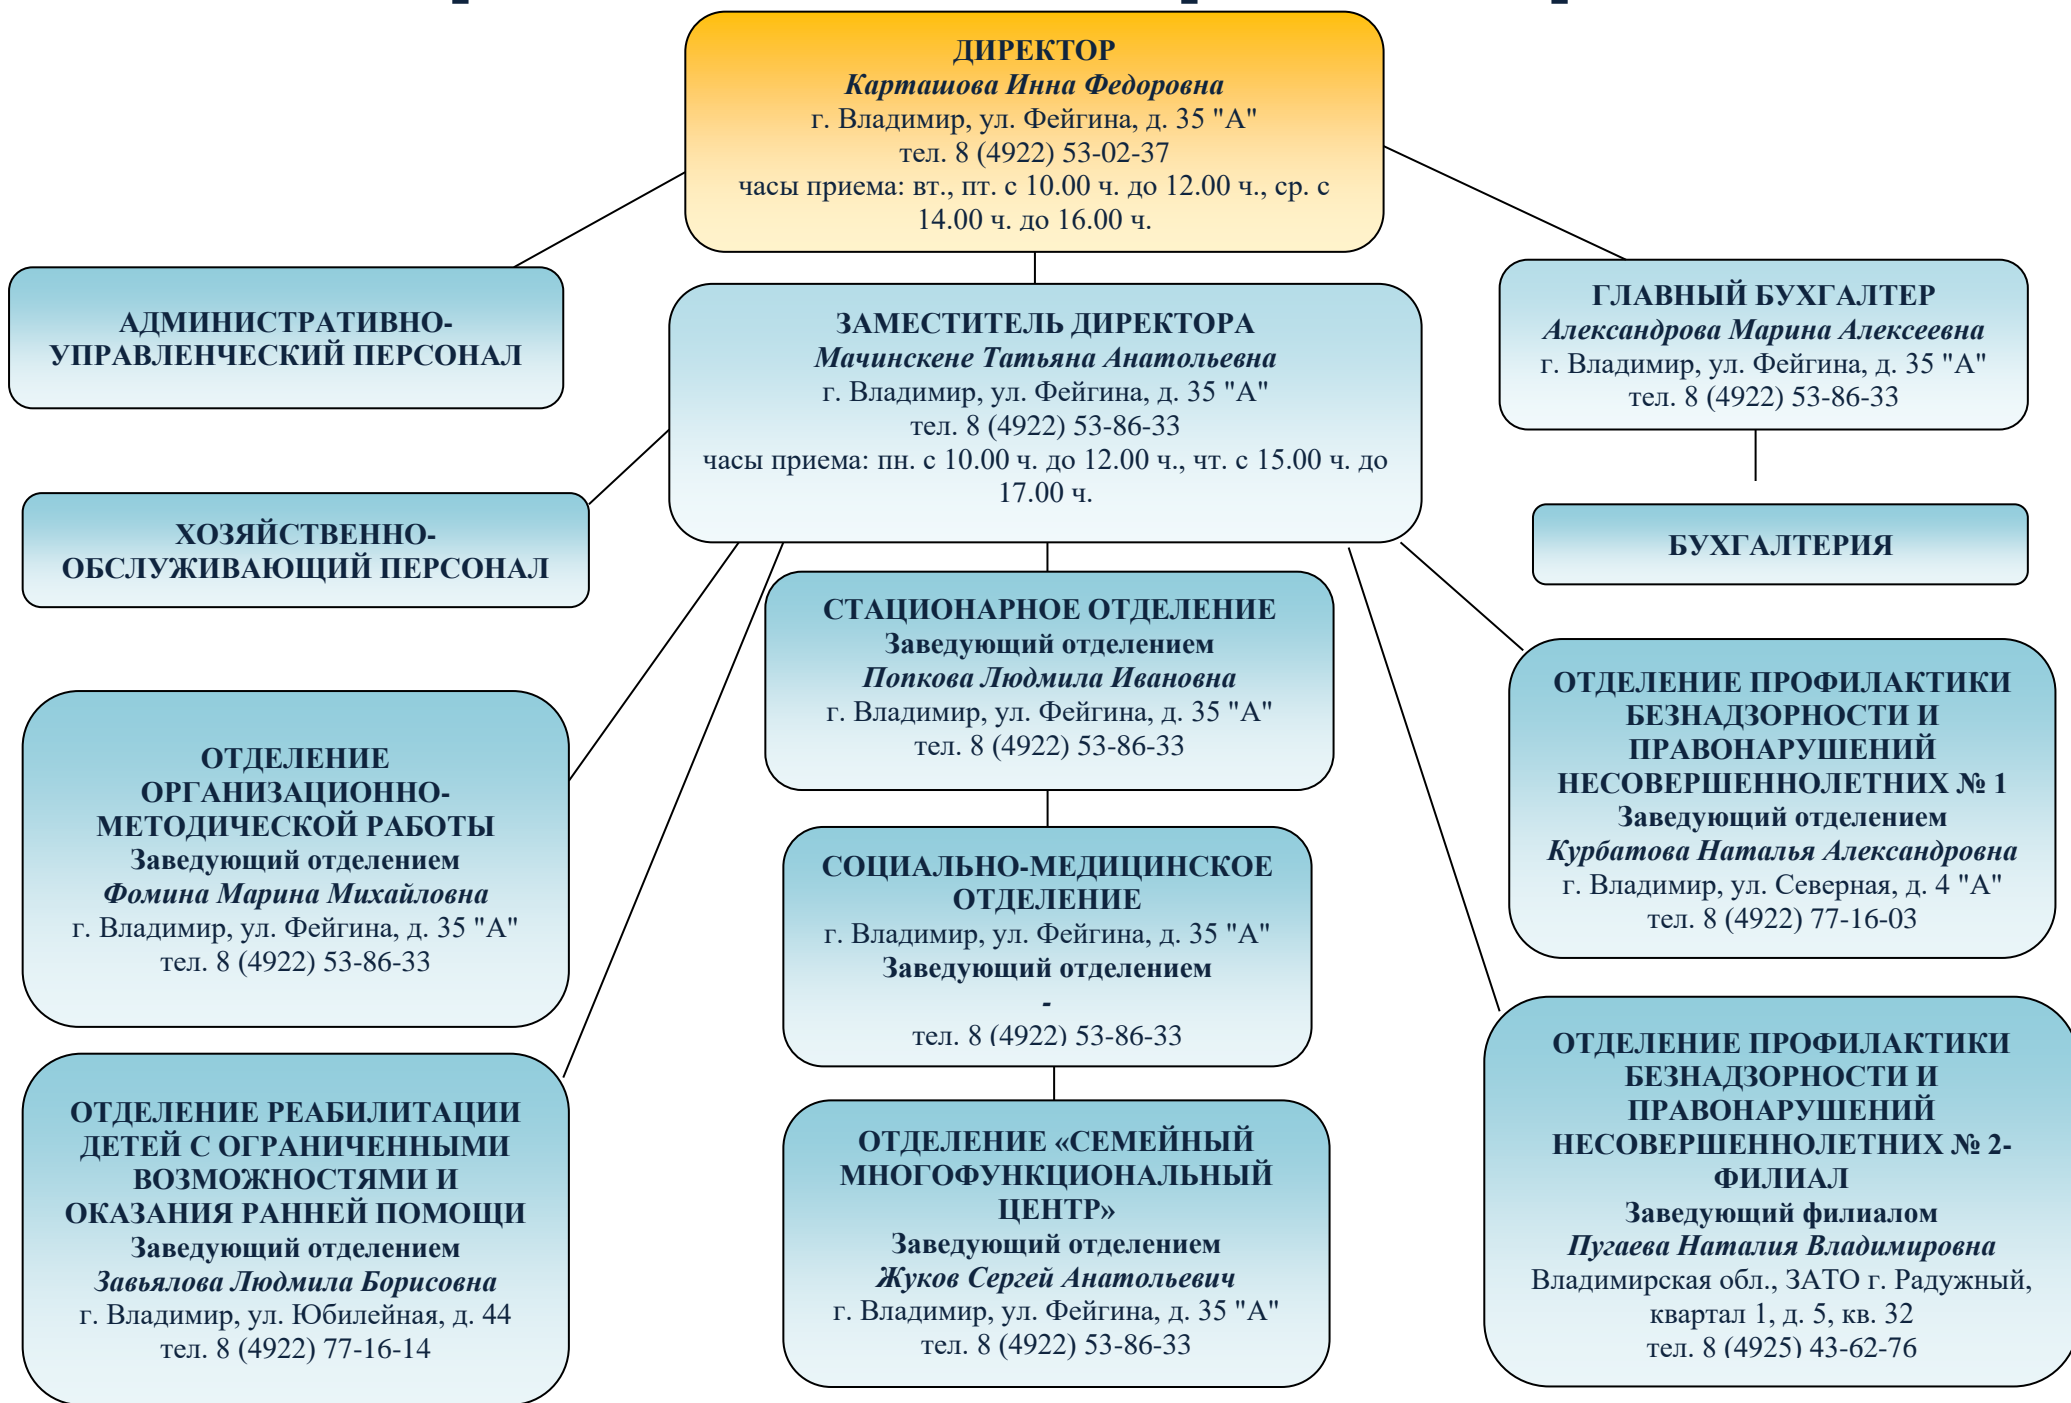 ДИРЕКТОР
Карташова Инна Федоровна
г. Владимир, ул. Фейгина, д. 35 "А"
тел. 8 (4922) 53-02-37
часы приема: вт., пт. с 10.00 ч. до 12.00 ч., ср. с
14.00 ч. до 16.00 ч.
АДМИНИСТРАТИВНО-
УПРАВЛЕНЧЕСКИЙ ПЕРСОНАЛ
ЗАМЕСТИТЕЛЬ ДИРЕКТОРА
Мачинскене Татьяна Анатольевна
г. Владимир, ул. Фейгина, д. 35 "А"
тел. 8 (4922) 53-86-33
часы приема: пн. с 10.00 ч. до 12.00 ч., чт. с 15.00 ч. до
17.00 ч.
ГЛАВНЫЙ БУХГАЛТЕР
Александрова Марина Алексеевна
г. Владимир, ул. Фейгина, д. 35 "А"
тел. 8 (4922) 53-86-33
ХОЗЯЙСТВЕННО-
ОБСЛУЖИВАЮЩИЙ ПЕРСОНАЛ
БУХГАЛТЕРИЯ
СТАЦИОНАРНОЕ ОТДЕЛЕНИЕ
Заведующий отделением
Попкова Людмила Ивановна
г. Владимир, ул. Фейгина, д. 35 "А"
тел. 8 (4922) 53-86-33
ОТДЕЛЕНИЕ ПРОФИЛАКТИКИ
БЕЗНАДЗОРНОСТИ И
ПРАВОНАРУШЕНИЙ
НЕСОВЕРШЕННОЛЕТНИХ № 1
Заведующий отделением
Курбатова Наталья Александровна
г. Владимир, ул. Северная, д. 4 "А"
тел. 8 (4922) 77-16-03
ОТДЕЛЕНИЕ
ОРГАНИЗАЦИОННО-
МЕТОДИЧЕСКОЙ РАБОТЫ
Заведующий отделением
Фомина Марина Михайловна
г. Владимир, ул. Фейгина, д. 35 "А"
тел. 8 (4922) 53-86-33
СОЦИАЛЬНО-МЕДИЦИНСКОЕ
ОТДЕЛЕНИЕ
г. Владимир, ул. Фейгина, д. 35 "А"
Заведующий отделением
-
тел. 8 (4922) 53-86-33
ОТДЕЛЕНИЕ РЕАБИЛИТАЦИИ
ДЕТЕЙ С ОГРАНИЧЕННЫМИ
ВОЗМОЖНОСТЯМИ И
ОКАЗАНИЯ РАННЕЙ ПОМОЩИ
Заведующий отделением
Завьялова Людмила Борисовна
г. Владимир, ул. Юбилейная, д. 44
тел. 8 (4922) 77-16-14
ОТДЕЛЕНИЕ «СЕМЕЙНЫЙ
МНОГОФУНКЦИОНАЛЬНЫЙ
ЦЕНТР»
Заведующий отделением
Жуков Сергей Анатольевич
г. Владимир, ул. Фейгина, д. 35 "А"
тел. 8 (4922) 53-86-33
ОТДЕЛЕНИЕ ПРОФИЛАКТИКИ
БЕЗНАДЗОРНОСТИ И
ПРАВОНАРУШЕНИЙ
НЕСОВЕРШЕННОЛЕТНИХ № 2-
ФИЛИАЛ
Заведующий филиалом
Пугаева Наталия Владимировна
Владимирская обл., ЗАТО г. Радужный,
квартал 1, д. 5, кв. 32
тел. 8 (4925) 43-62-76